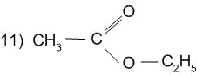 O
11) CH₃ — C
O — C₂H₅